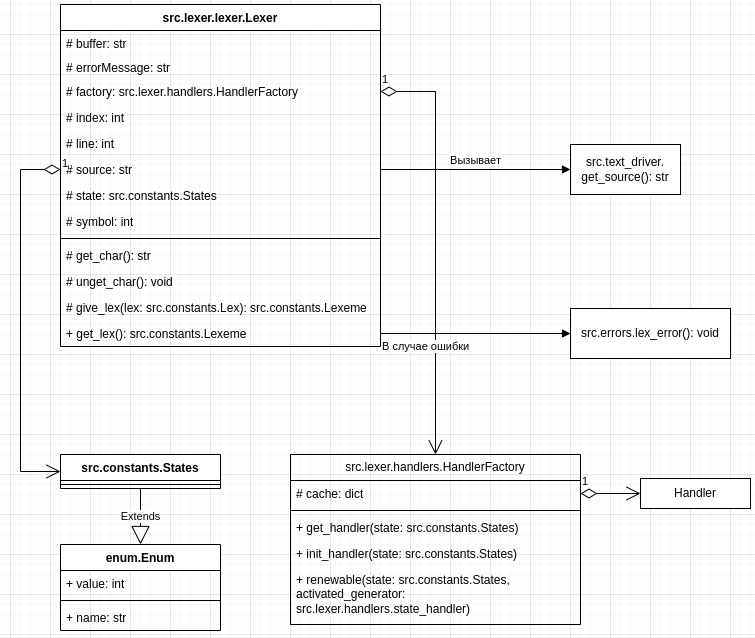 src.lexer.lexer.Lexer
# buffer: str
# errorMessage: str
# factory: src.lexer.handlers.HandlerFactory
# index: int
# line: int
# source: str
# state: src.constants.States
# symbol: int
# get_char(): str
# unget_char(): void
# give_lex(lex: src.constants.Lex): src.constants.Lexeme
+ get_lex(): src.constants.Lexeme
1
1
Вызывает
src.text_driver.
get_source(): str
src.errors.lex_error(): void
В случае ошибки
src.constants.States
Extends
enum.Enum
+ value: int
+ name: str
src.lexer.handlers.HandlerFactory
# cache: dict
+ get_handler(state: src.constants.States)
+ init_handler(state: src.constants.States)
+ renewable(state: src.constants.States,
activated_generator:
src.lexer.handlers.state_handler)
1
Handler